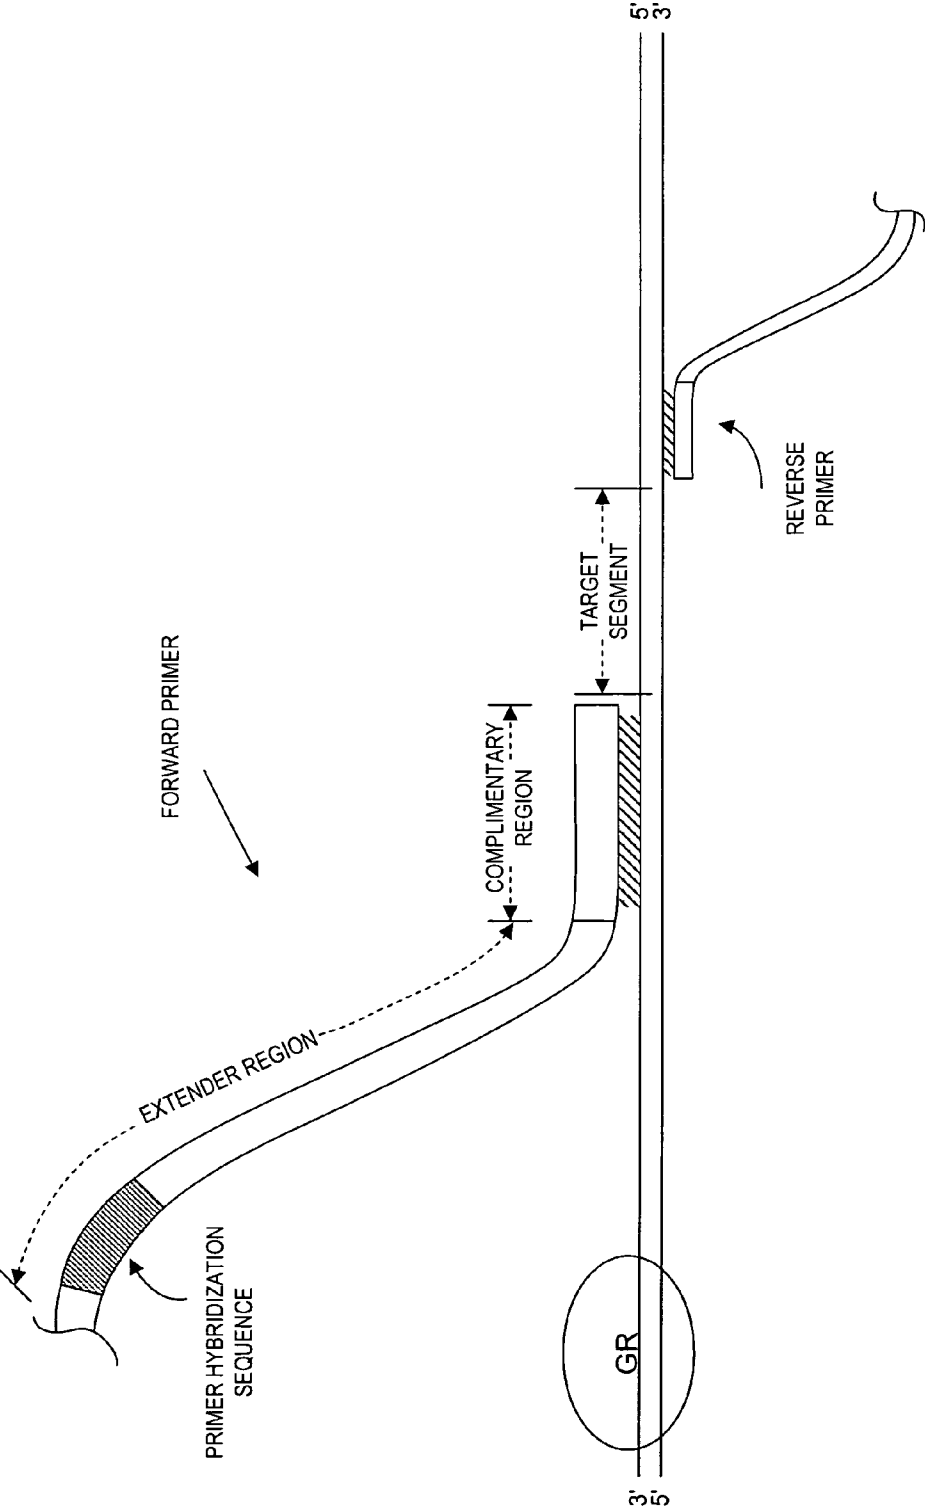 FORWARD PRIMER
EXTENDER REGION
PRIMER HYBRIDIZATION
SEQUENCE
COMPLIMENTARY
REGION
TARGET
SEGMENT
3'
5'
GR
5'
3'
REVERSE
PRIMER